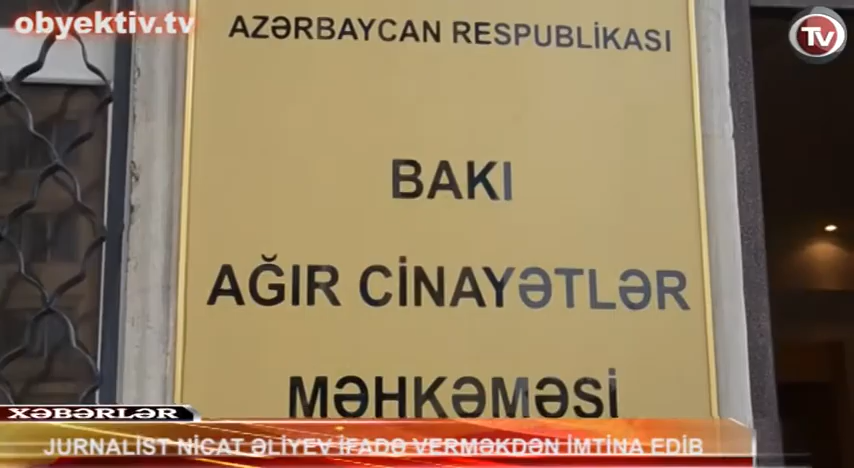 obyektiv.tv
TV
AZƏRBAYCAN RESPUBLİKASI
BAKI
AĞIR CİNAYƏTLƏR
MƏHKƏMƏSİ
XƏBƏRLƏR
JURNALİST NİCAT ƏLİYEV İFADƏ VERMƏKDƏN İMTİNA EDİB